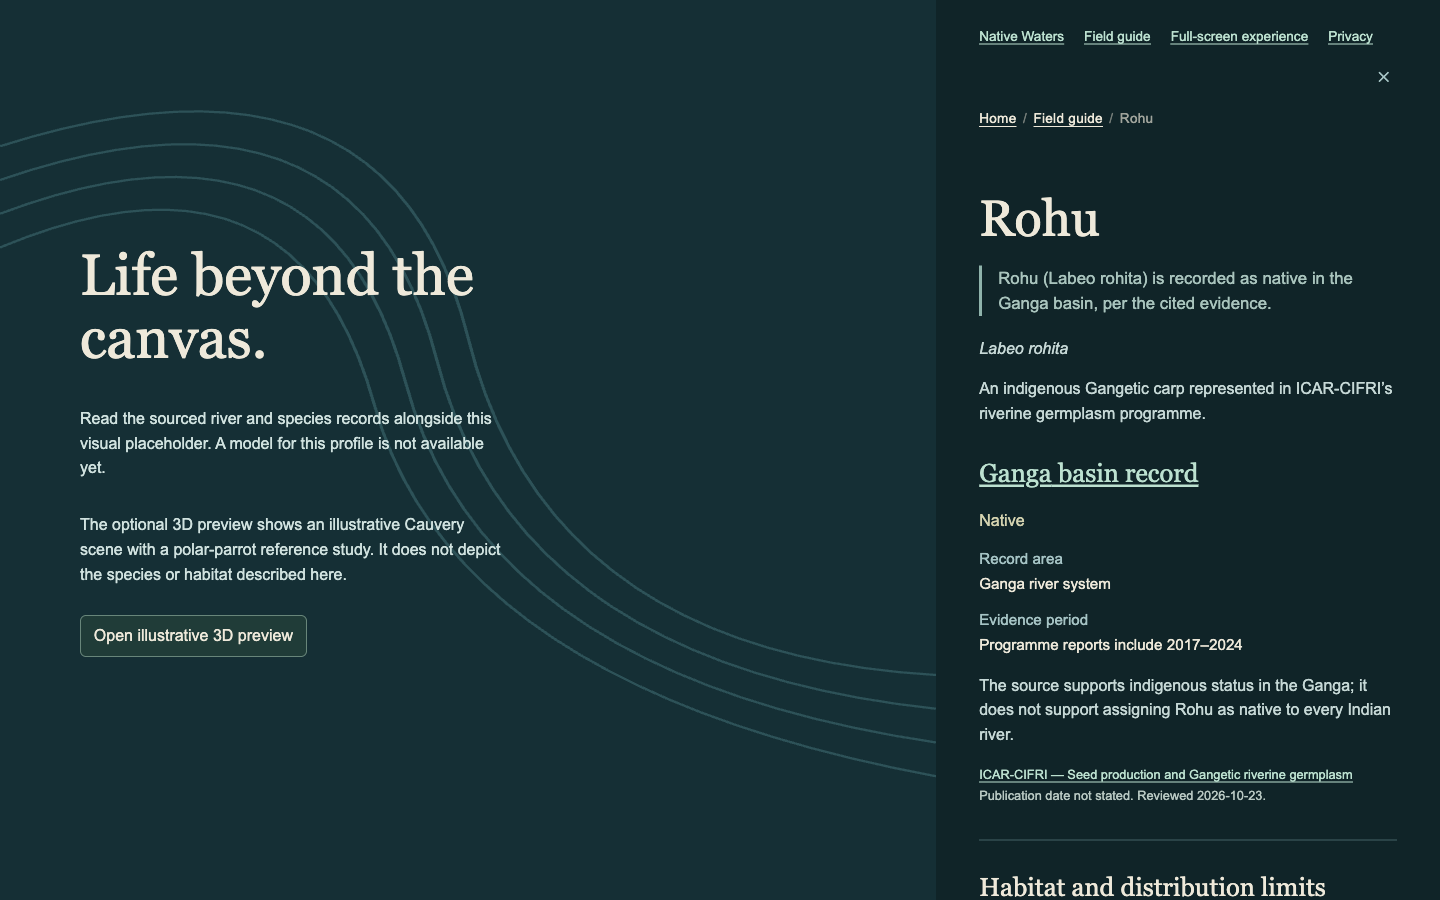 Life beyond the
canvas.
Read the sourced river and species records alongside this
visual placeholder. A model for this profile is not available
yet.
The optional 3D preview shows an illustrative Cauvery
scene with a polar-parrot reference study. It does not depict
the species or habitat described here.
Open illustrative 3D preview
Native Waters Field guide Full-screen experience Privacy
×
Home / Field guide / Rohu
Rohu
Rohu (Labeo rohita) is recorded as native in the
Ganga basin, per the cited evidence.
Labeo rohita
An indigenous Gangetic carp represented in ICAR-CIFRI’s
riverine germplasm programme.
Ganga basin record
Native
Record area
Ganga river system
Evidence period
Programme reports include 2017–2024
The source supports indigenous status in the Ganga; it
does not support assigning Rohu as native to every Indian
river.
ICAR-CIFRI — Seed production and Gangetic riverine germplasm
Publication date not stated. Reviewed 2026-10-23.
Habitat and distribution limits